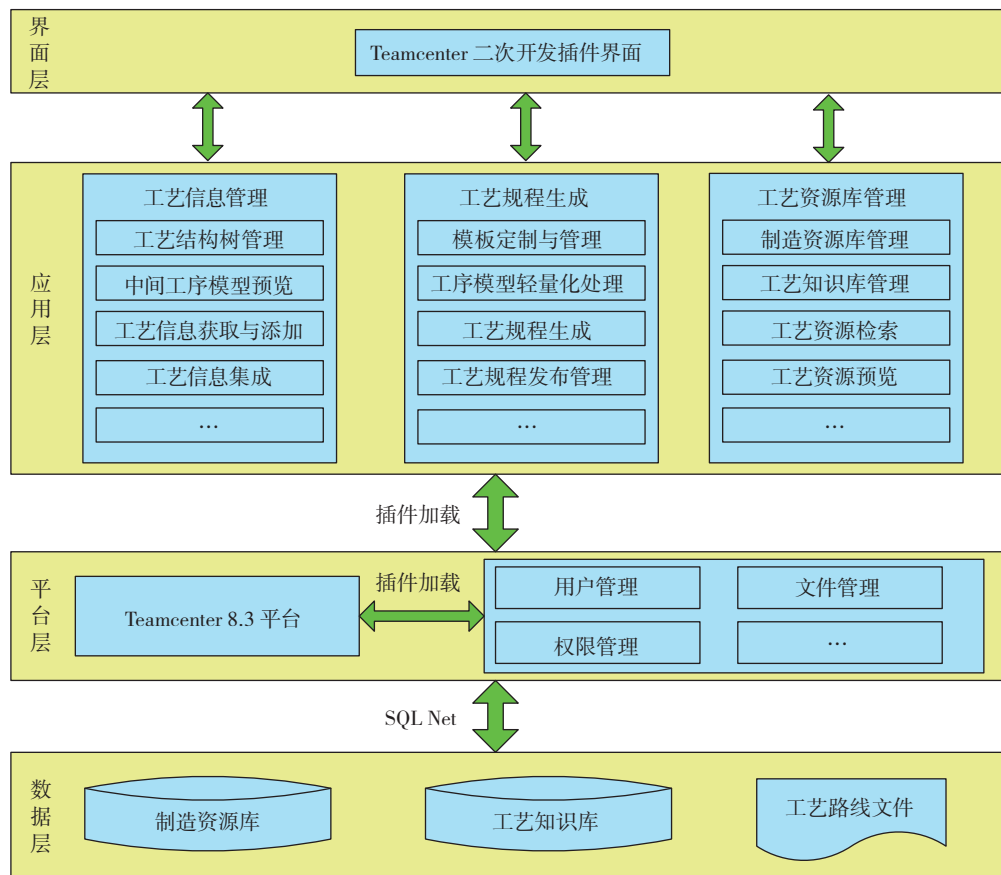 界面层
Teamcenter 二次开发插件界面
应用层
工艺信息管理
工艺结构树管理
中间工序模型预览
工艺信息获取与添加
工艺信息集成
…
工艺规程生成
模板定制与管理
工序模型轻量化处理
工艺规程生成
工艺规程发布管理
…
工艺资源库管理
制造资源库管理
工艺知识库管理
工艺资源检索
工艺资源预览
…
插件加载
平台层
Teamcenter 8.3 平台
插件加载
用户管理
文件管理
权限管理
…
SQL Net
数据层
制造资源库
工艺知识库
工艺路线文件